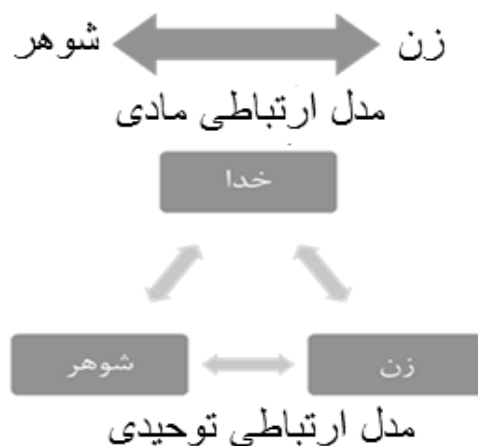 زن شوهر
مدل ارتباطی مادی
خدا
زن شوهر
مدل ارتباطی توحیدی